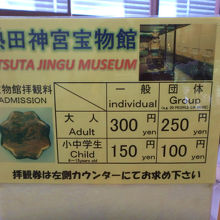 熱田神宮宝物館
ATSUTA JINGU MUSEUM
宝物館拝観料
ADMISSION
一般
individual
団体
Group
大人
Adult
300円
yen
250円
yen
小中学生
Child
150円
yen
100円
yen
拝観券は左側カウンターにてお求め下さい